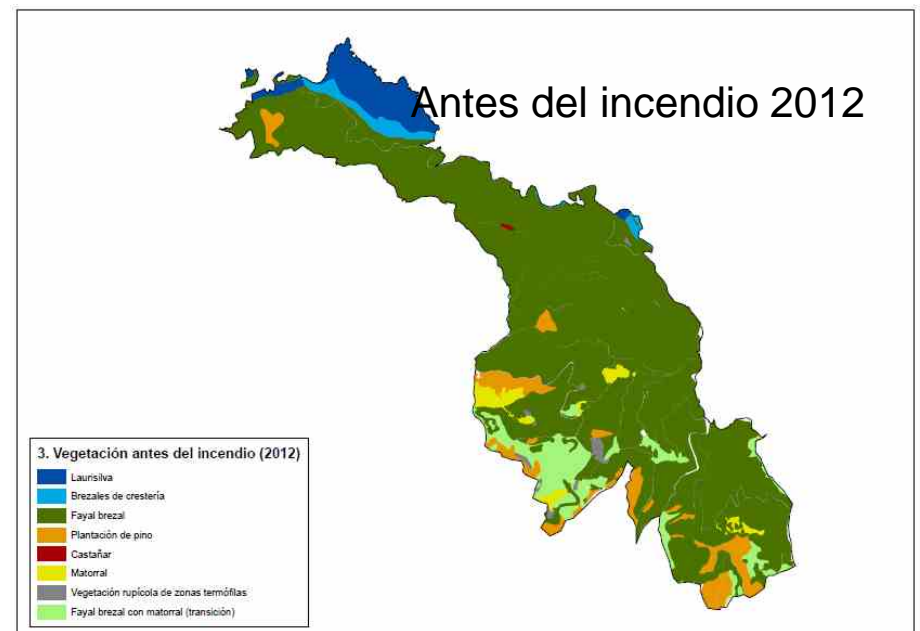 Antes del incendio 2012
3. Vegetación antes del incendio (2012)
Laurisilva
Brezales de crestería
Fayal brezal
Plantación de pino
Castañar
Matorral
Vegetación rupícola de zonas termófilas
Fayal brezal con matorral (transición)